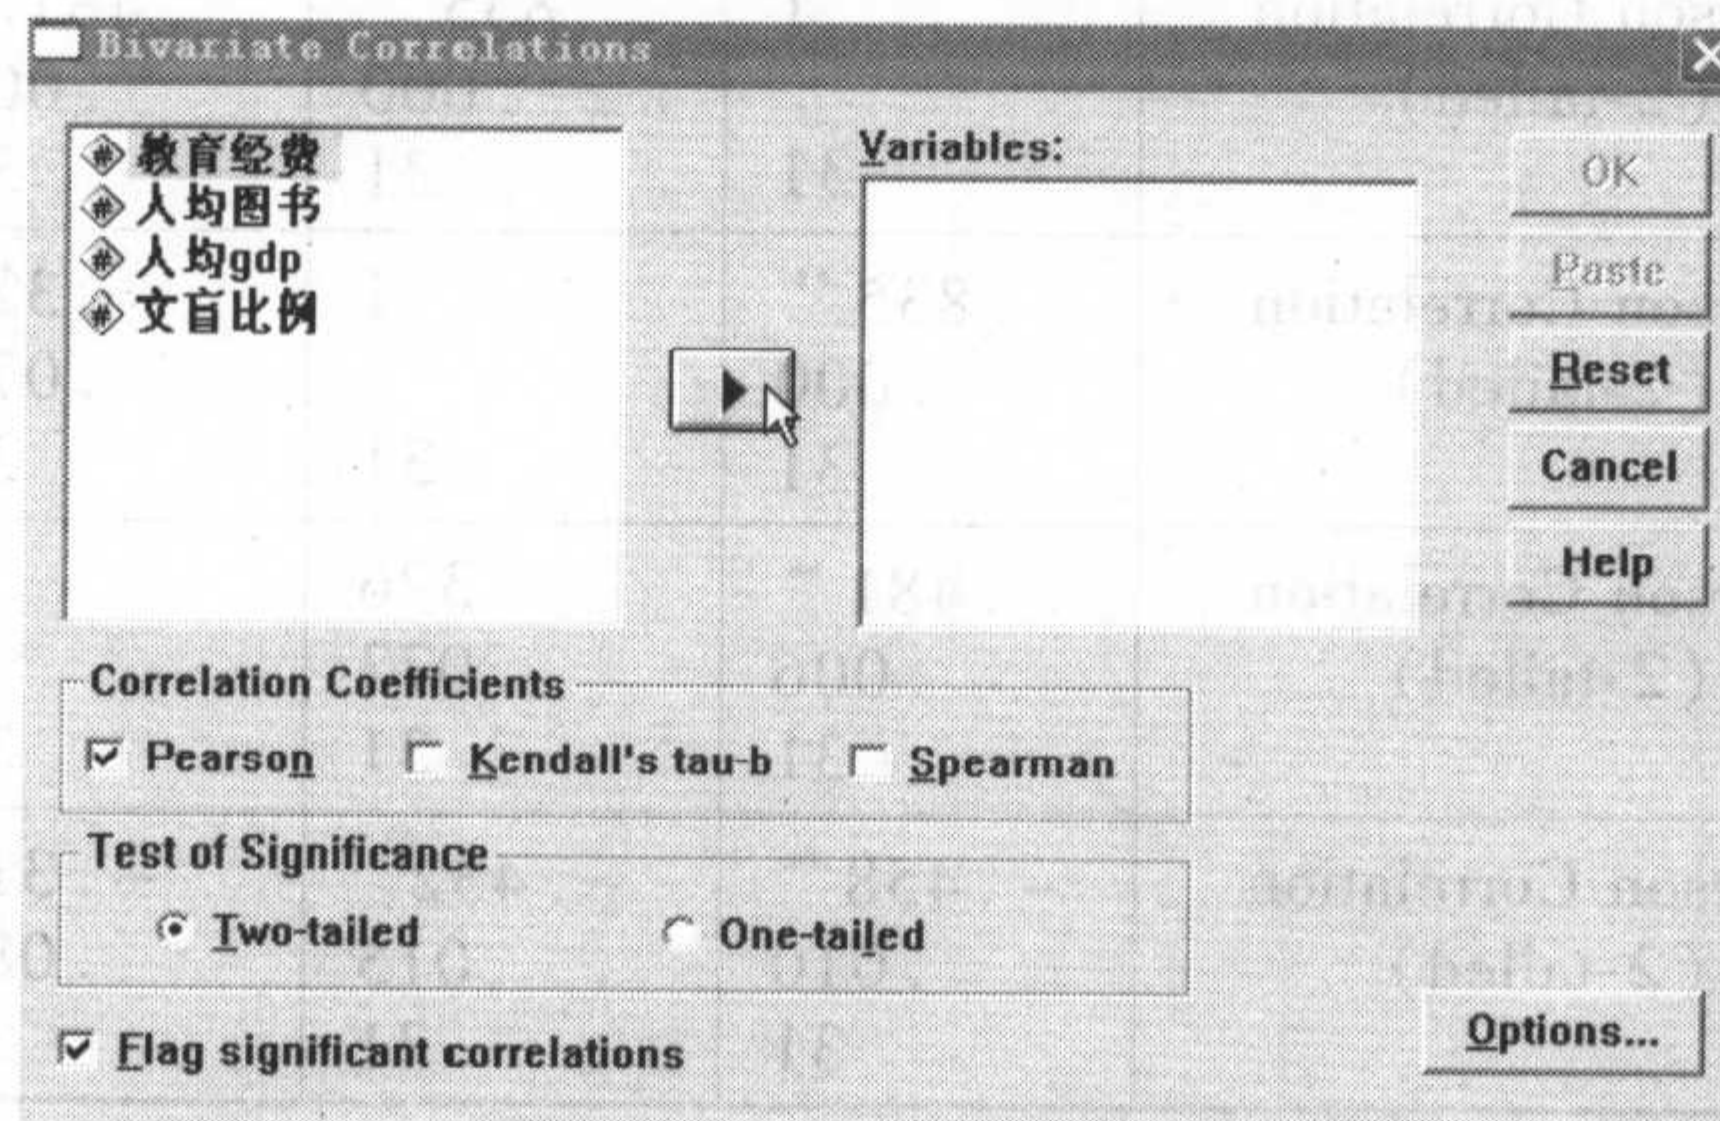 Bivariate Correlations
教育经费
人均图书
人均gdp
文盲比例
Variables:
OK
Paste
Reset
Cancel
Help
Correlation Coefficients
Pearson Kendall's tau-b Spearman
Test of Significance
Two-tailed One-tailed
Flag significant correlations
Options...